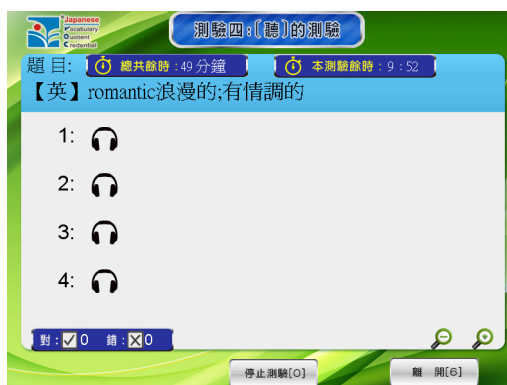 Japanese
Vocabulary
Quotient
Credential
測驗四:〔聽〕的測驗
題目: 總共餘時:49分鐘 本測驗餘時:9:52
【英】romantic浪漫的;有情調的
1:
2:
3:
4:
對:0 錯:0
停止測驗[O] 離 開[G]